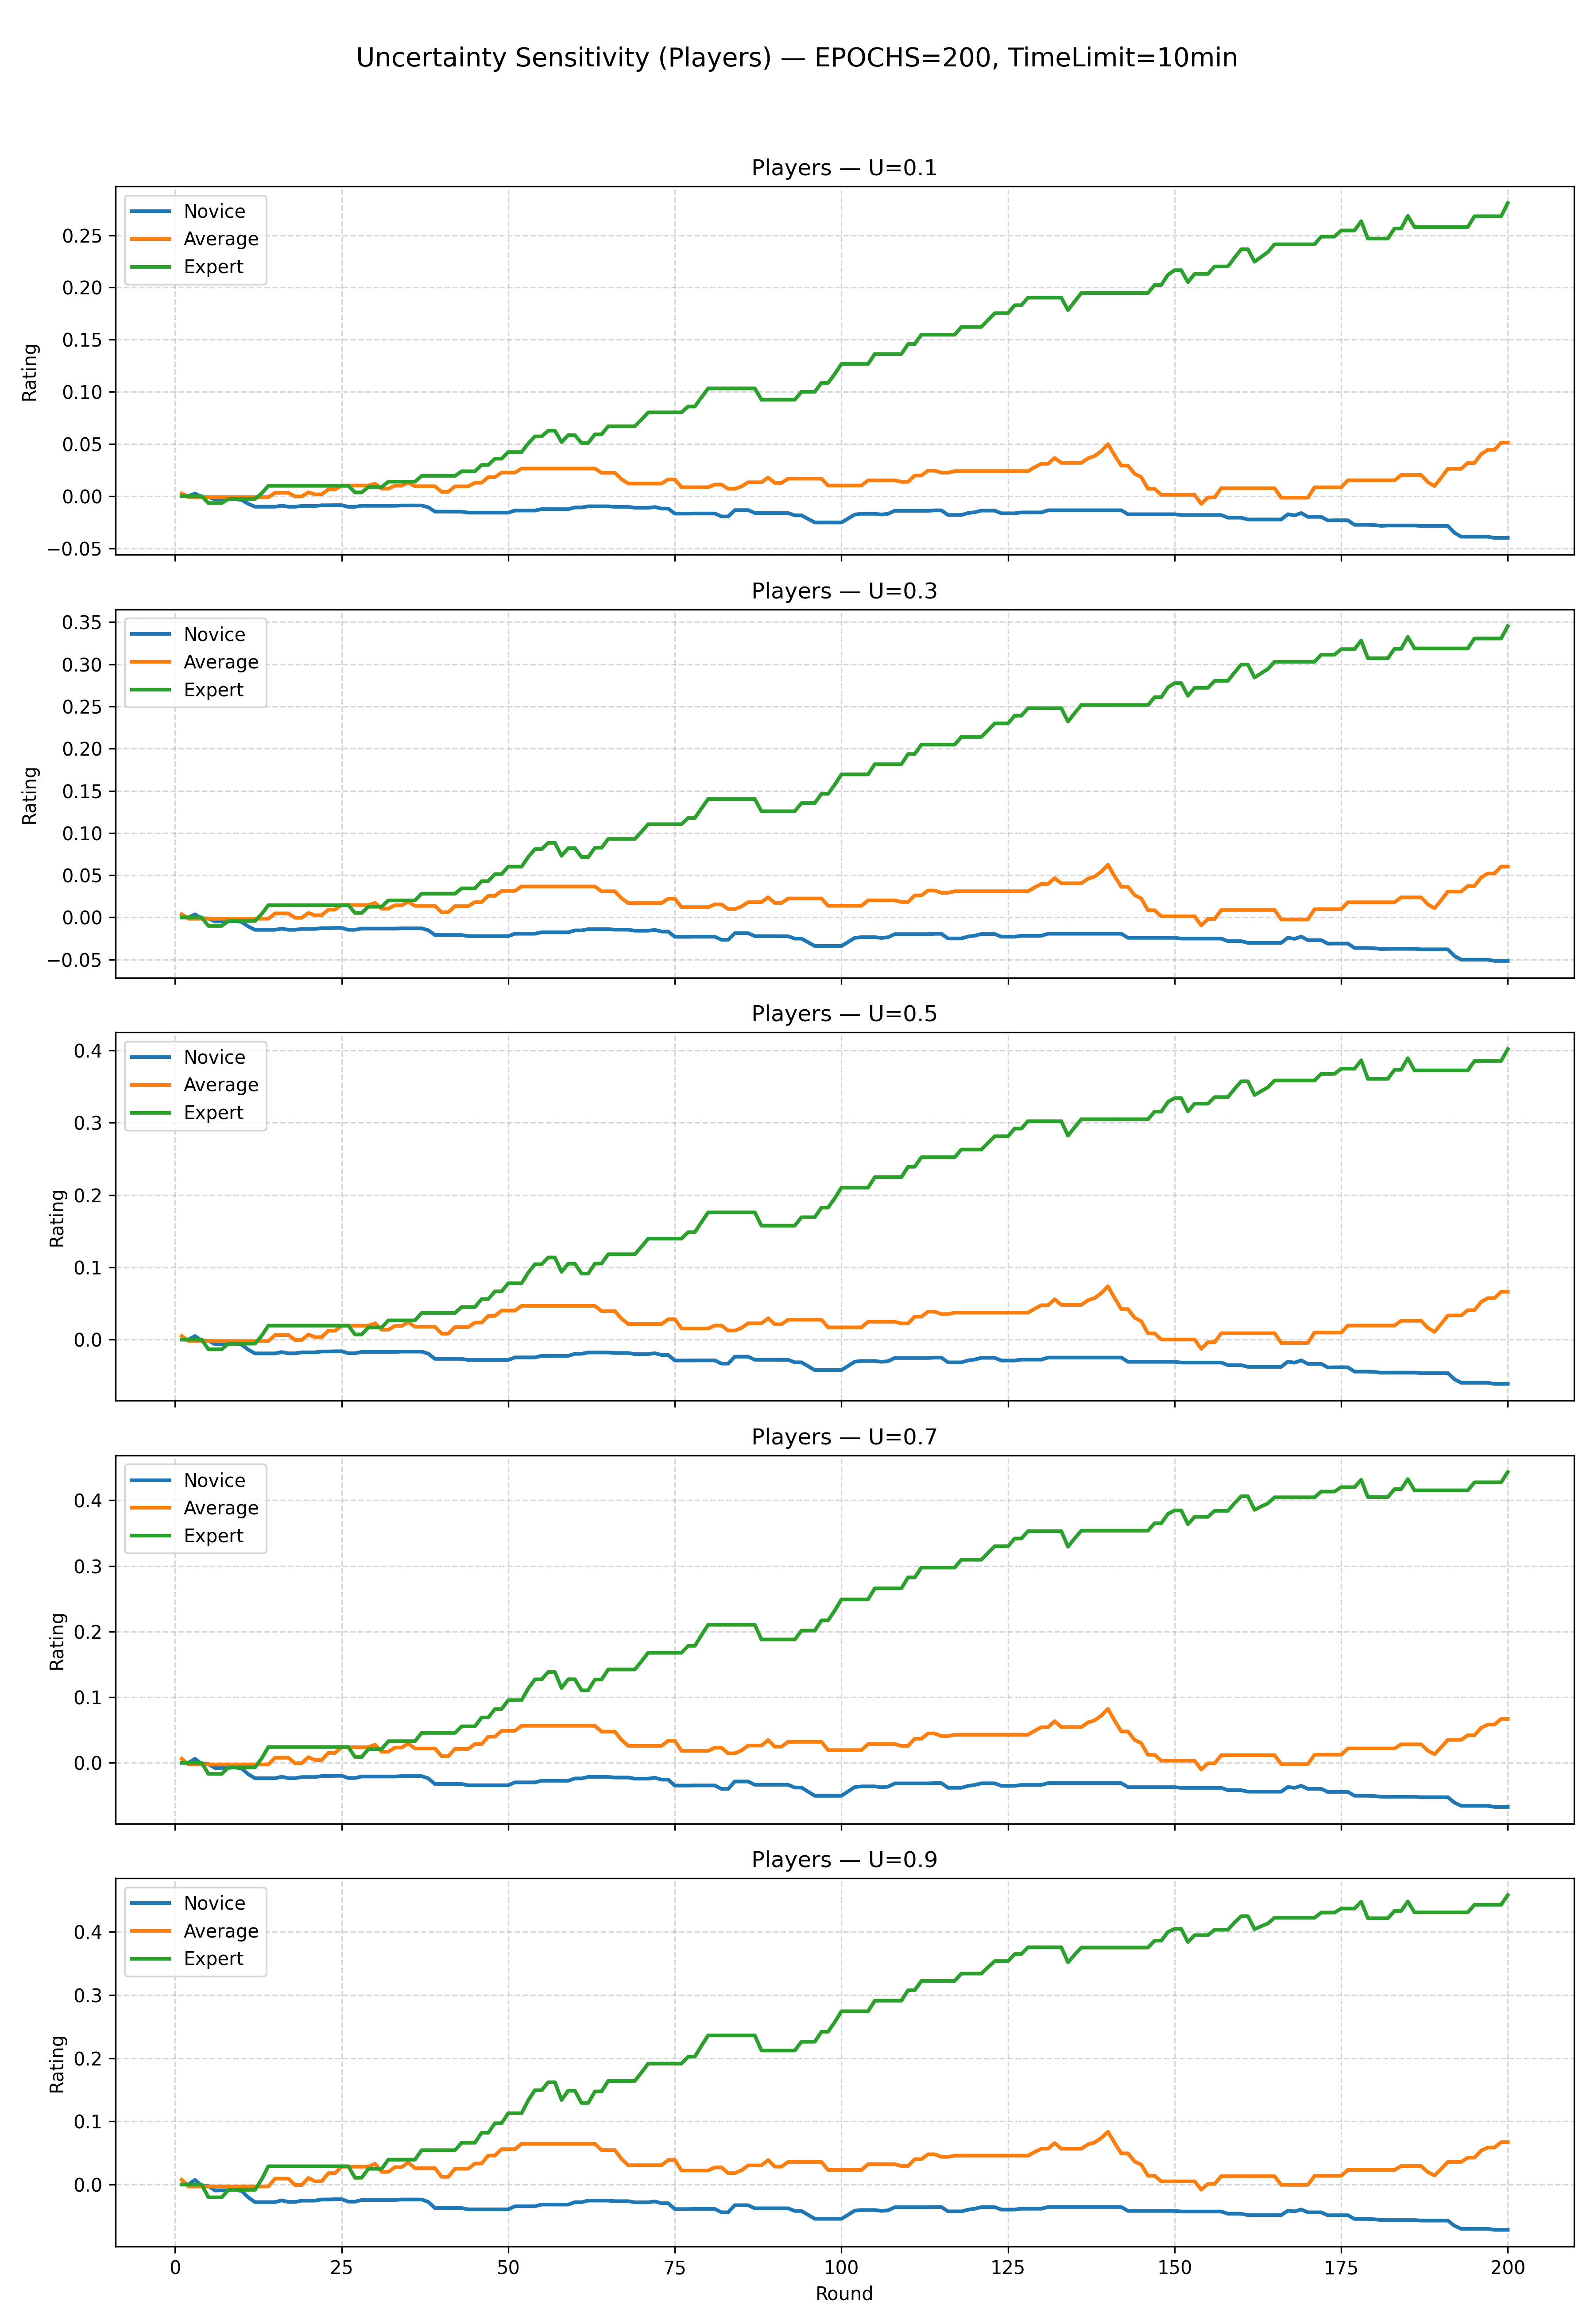 Uncertainty Sensitivity (Players) — EPOCHS=200, TimeLimit=10min
Players — U=0.1
Novice
Average
Expert
0.25
0.20
0.15
0.10
0.05
0.00
−0.05
Rating
Players — U=0.3
Novice
Average
Expert
0.35
0.30
0.25
0.20
0.15
0.10
0.05
0.00
−0.05
Rating
Players — U=0.5
Novice
Average
Expert
0.4
0.3
0.2
0.1
0.0
Rating
Players — U=0.7
Novice
Average
Expert
0.4
0.3
0.2
0.1
0.0
Rating
Players — U=0.9
Novice
Average
Expert
0.4
0.3
0.2
0.1
0.0
Rating
0 25 50 75 100 125 150 175 200
Round